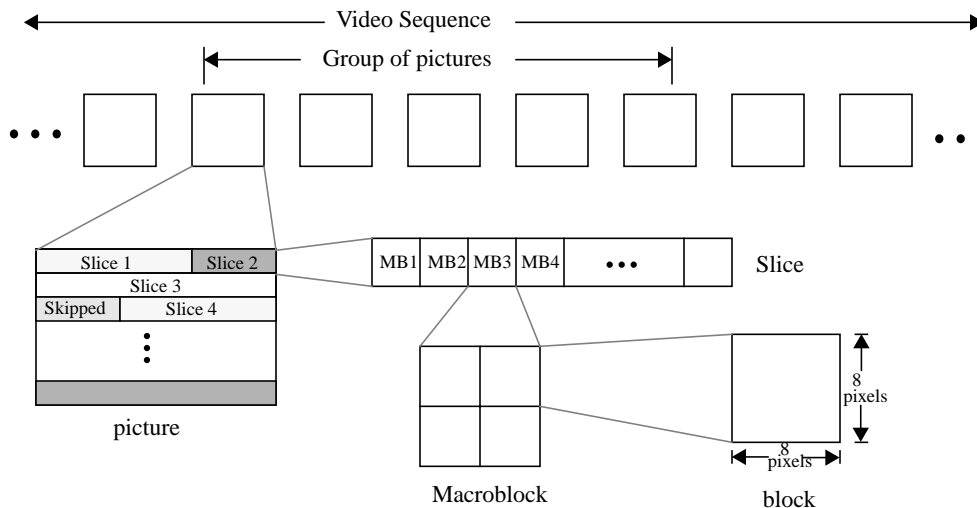 Video Sequence
Group of pictures
Slice 1
Slice 2
Slice 3
Skipped
Slice 4
picture
MB1 MB2 MB3 MB4
Slice
Macroblock
8
pixels
8
pixels
block